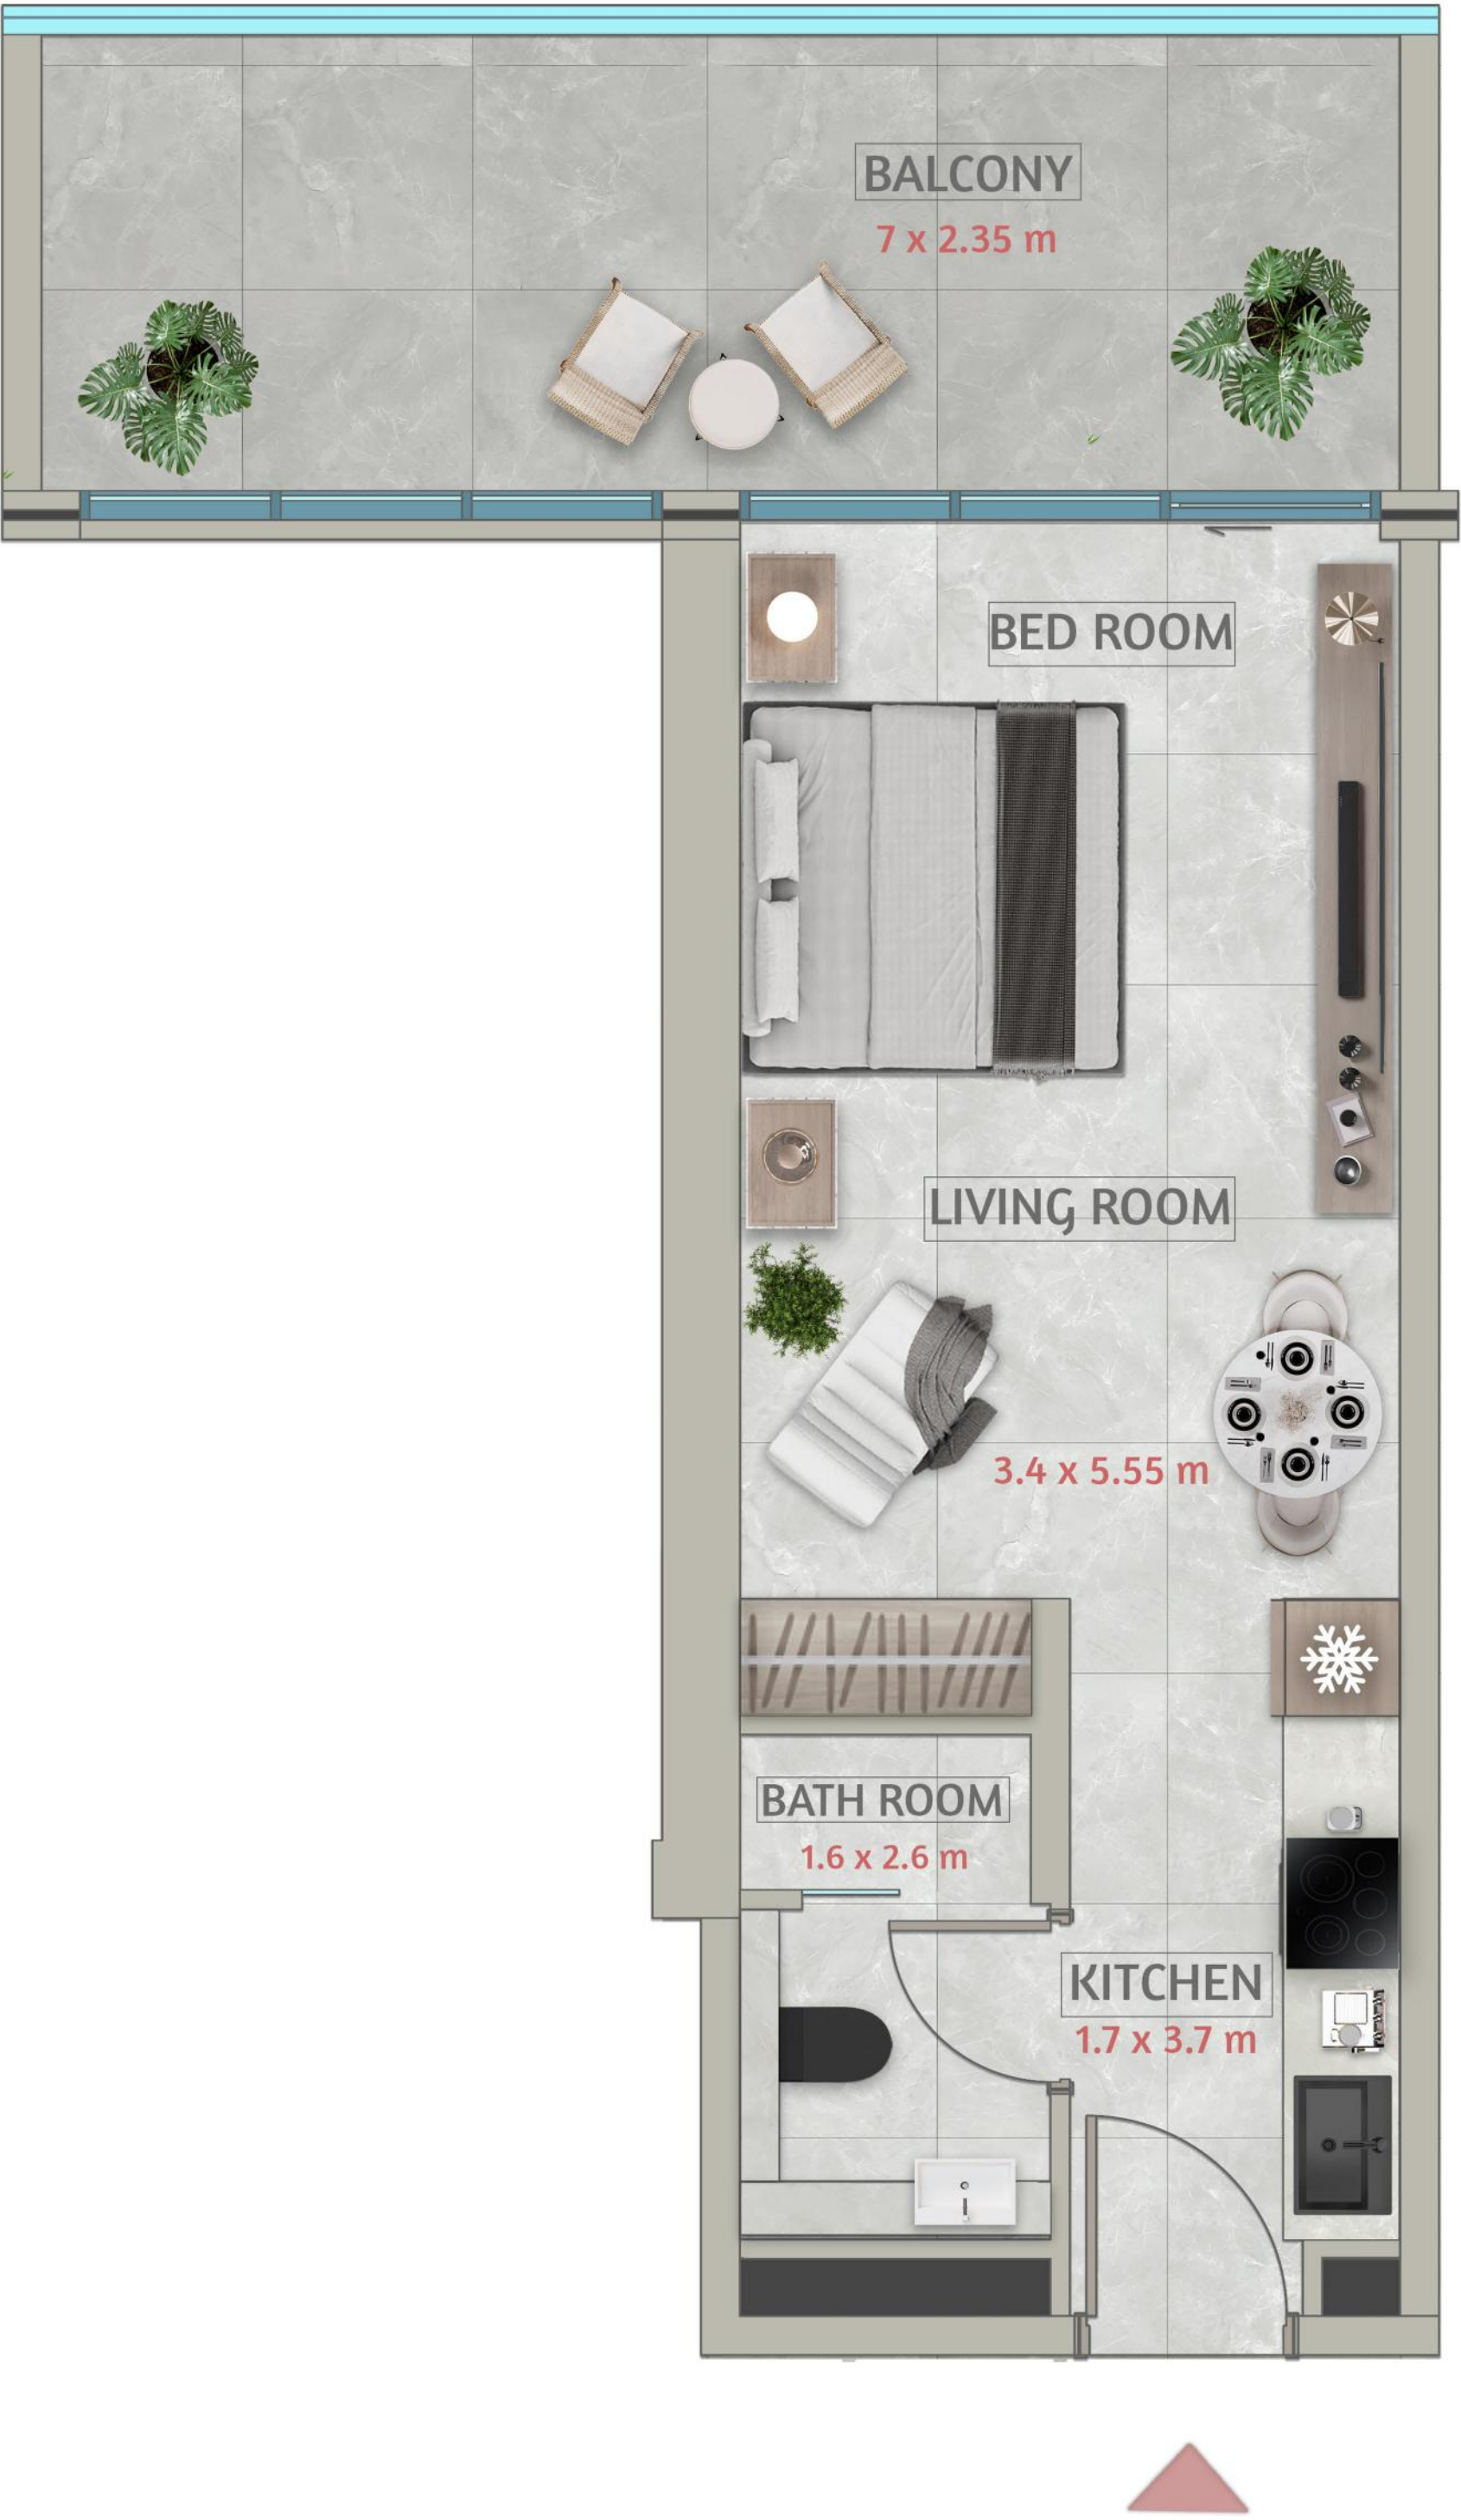 BALCONY
7 x 2.35 m
BED ROOM
LIVING ROOM
3.4 x 5.55 m
BATH ROOM
1.6 x 2.6 m
KITCHEN
1.7 x 3.7 m